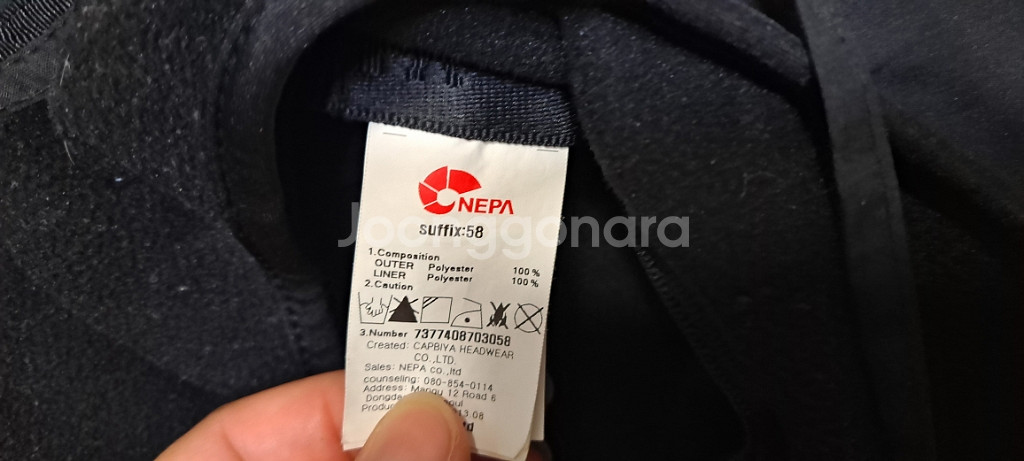 NEPA
suffix:58
1.Composition
OUTER Polyester 100%
LINER Polyester 100%
2.Caution
3.Number 7377408703058
Created: CAPBIYA HEADWEAR
CO.,LTD.
Sales: NEPA co.,ltd
counseling: 080-854-0114
Address: Mangu 12 Road 6
Joonggonara